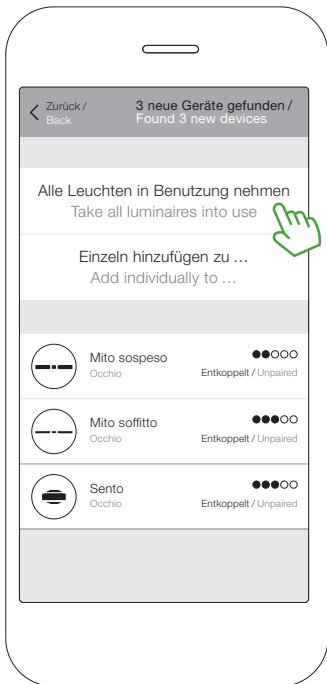 Zurück /
Back
3 neue Geräte gefunden /
Found 3 new devices
Alle Leuchten in Benutzung nehmen
Take all luminaires into use
Einzeln hinzufügen zu ...
Add individually to ...
Mito sospeso
Occhio
Entkoppelt / Unpaired
Mito soffitto
Occhio
Entkoppelt / Unpaired
Sento
Occhio
Entkoppelt / Unpaired